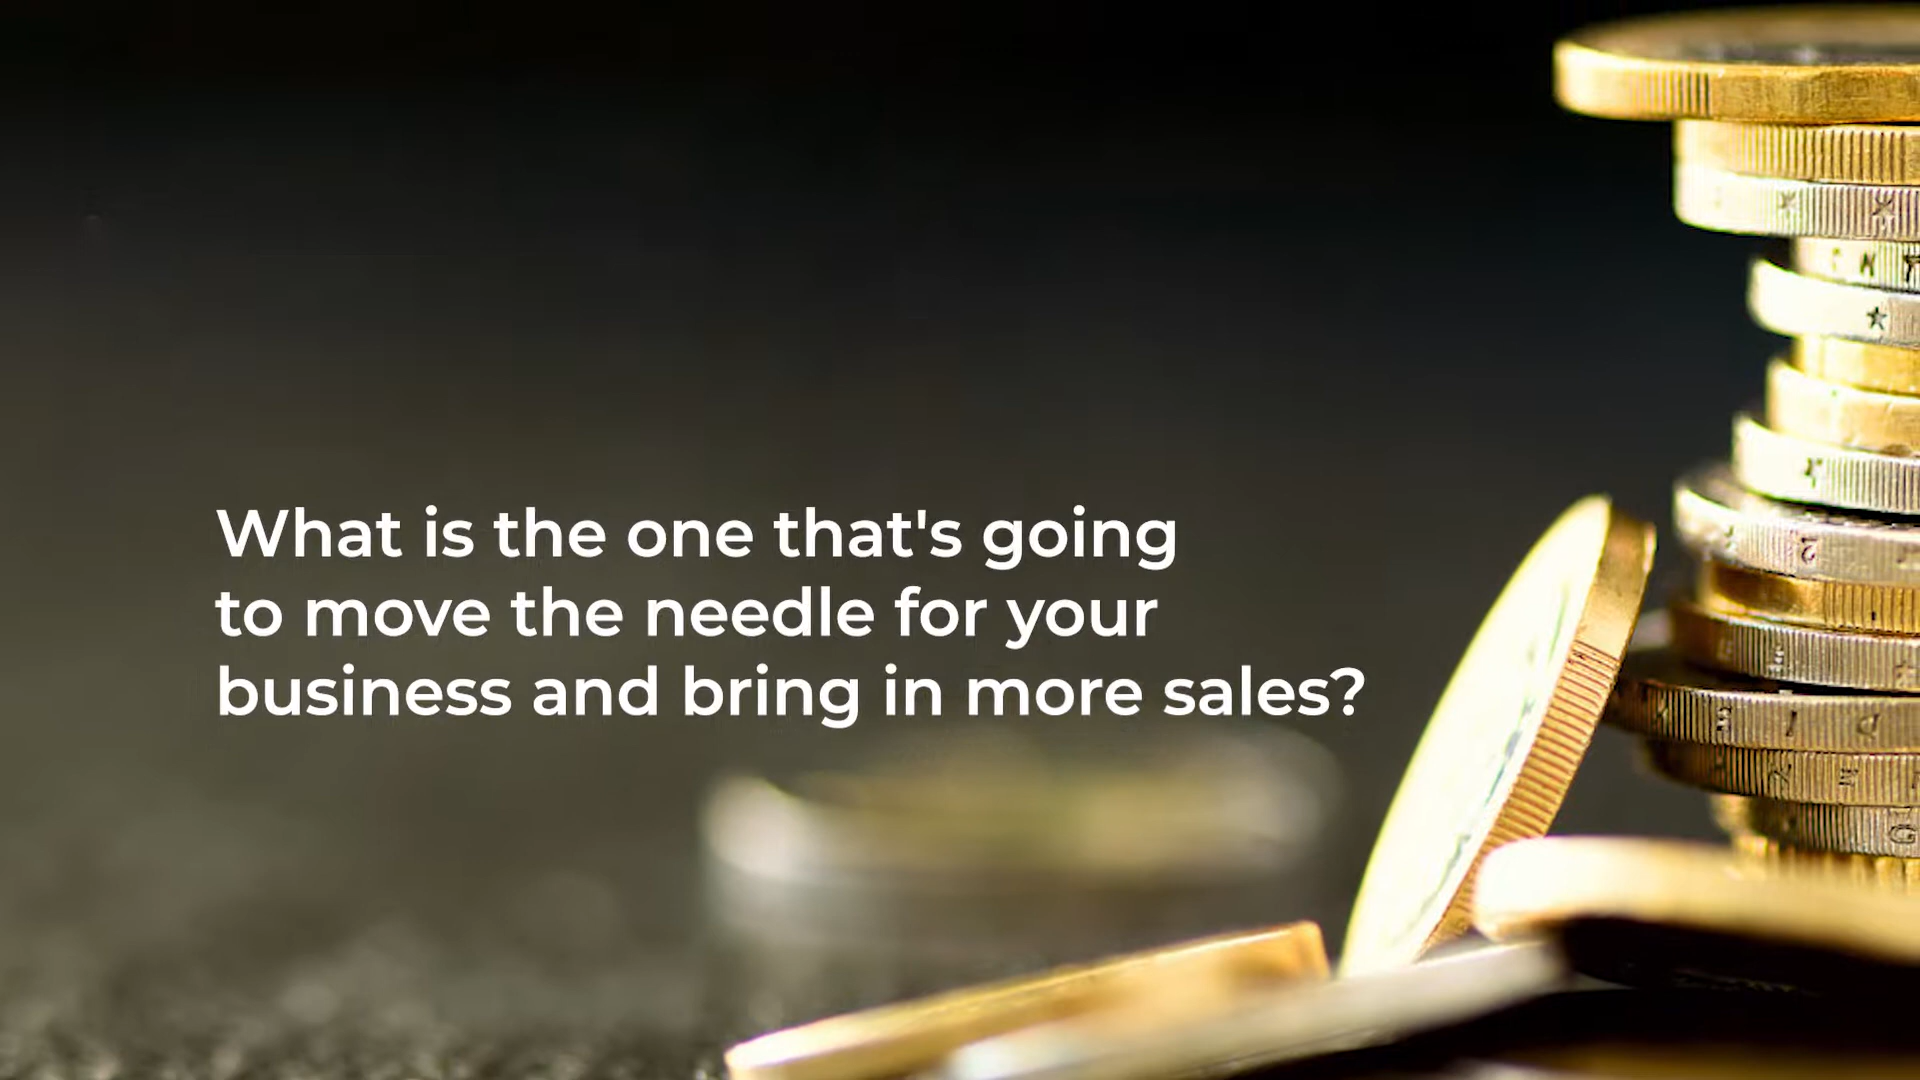 What is the one that's going
to move the needle for your
business and bring in more sales?